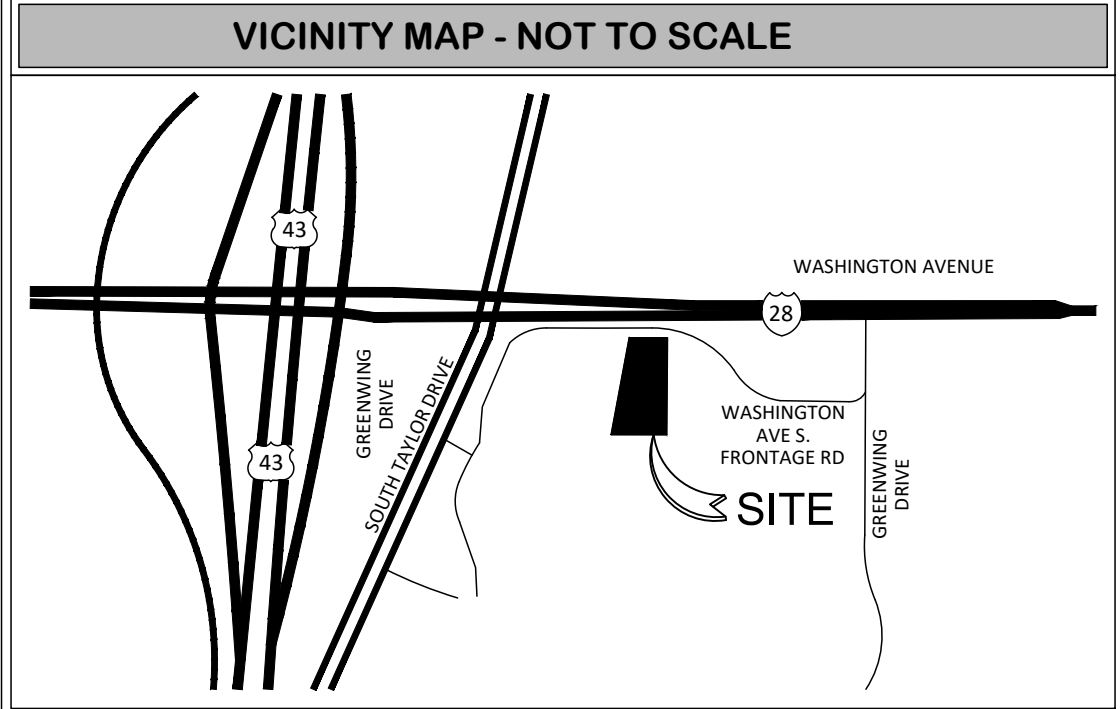 VICINITY MAP - NOT TO SCALE
43
WASHINGTON AVENUE
28
GREENWING
DRIVE
SOUTH TAYLOR DRIVE
WASHINGTON
AVE S.
FRONTAGE RD
GREENWING
DRIVE
43
SITE